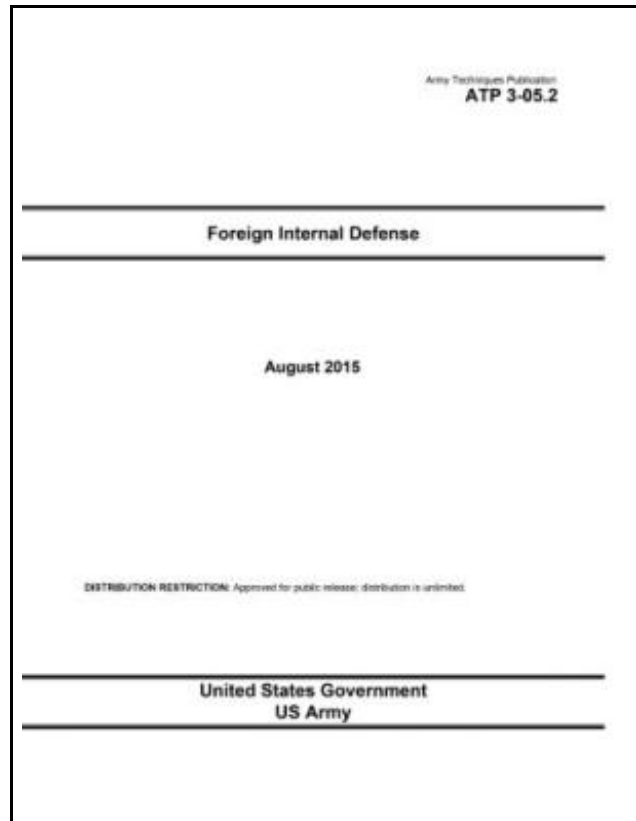 Army Techniques Publication
ATP 3-05.2
Foreign Internal Defense
August 2015
DISTRIBUTION RESTRICTION: Approved for public release; distribution is unlimited.
United States Government
US Army